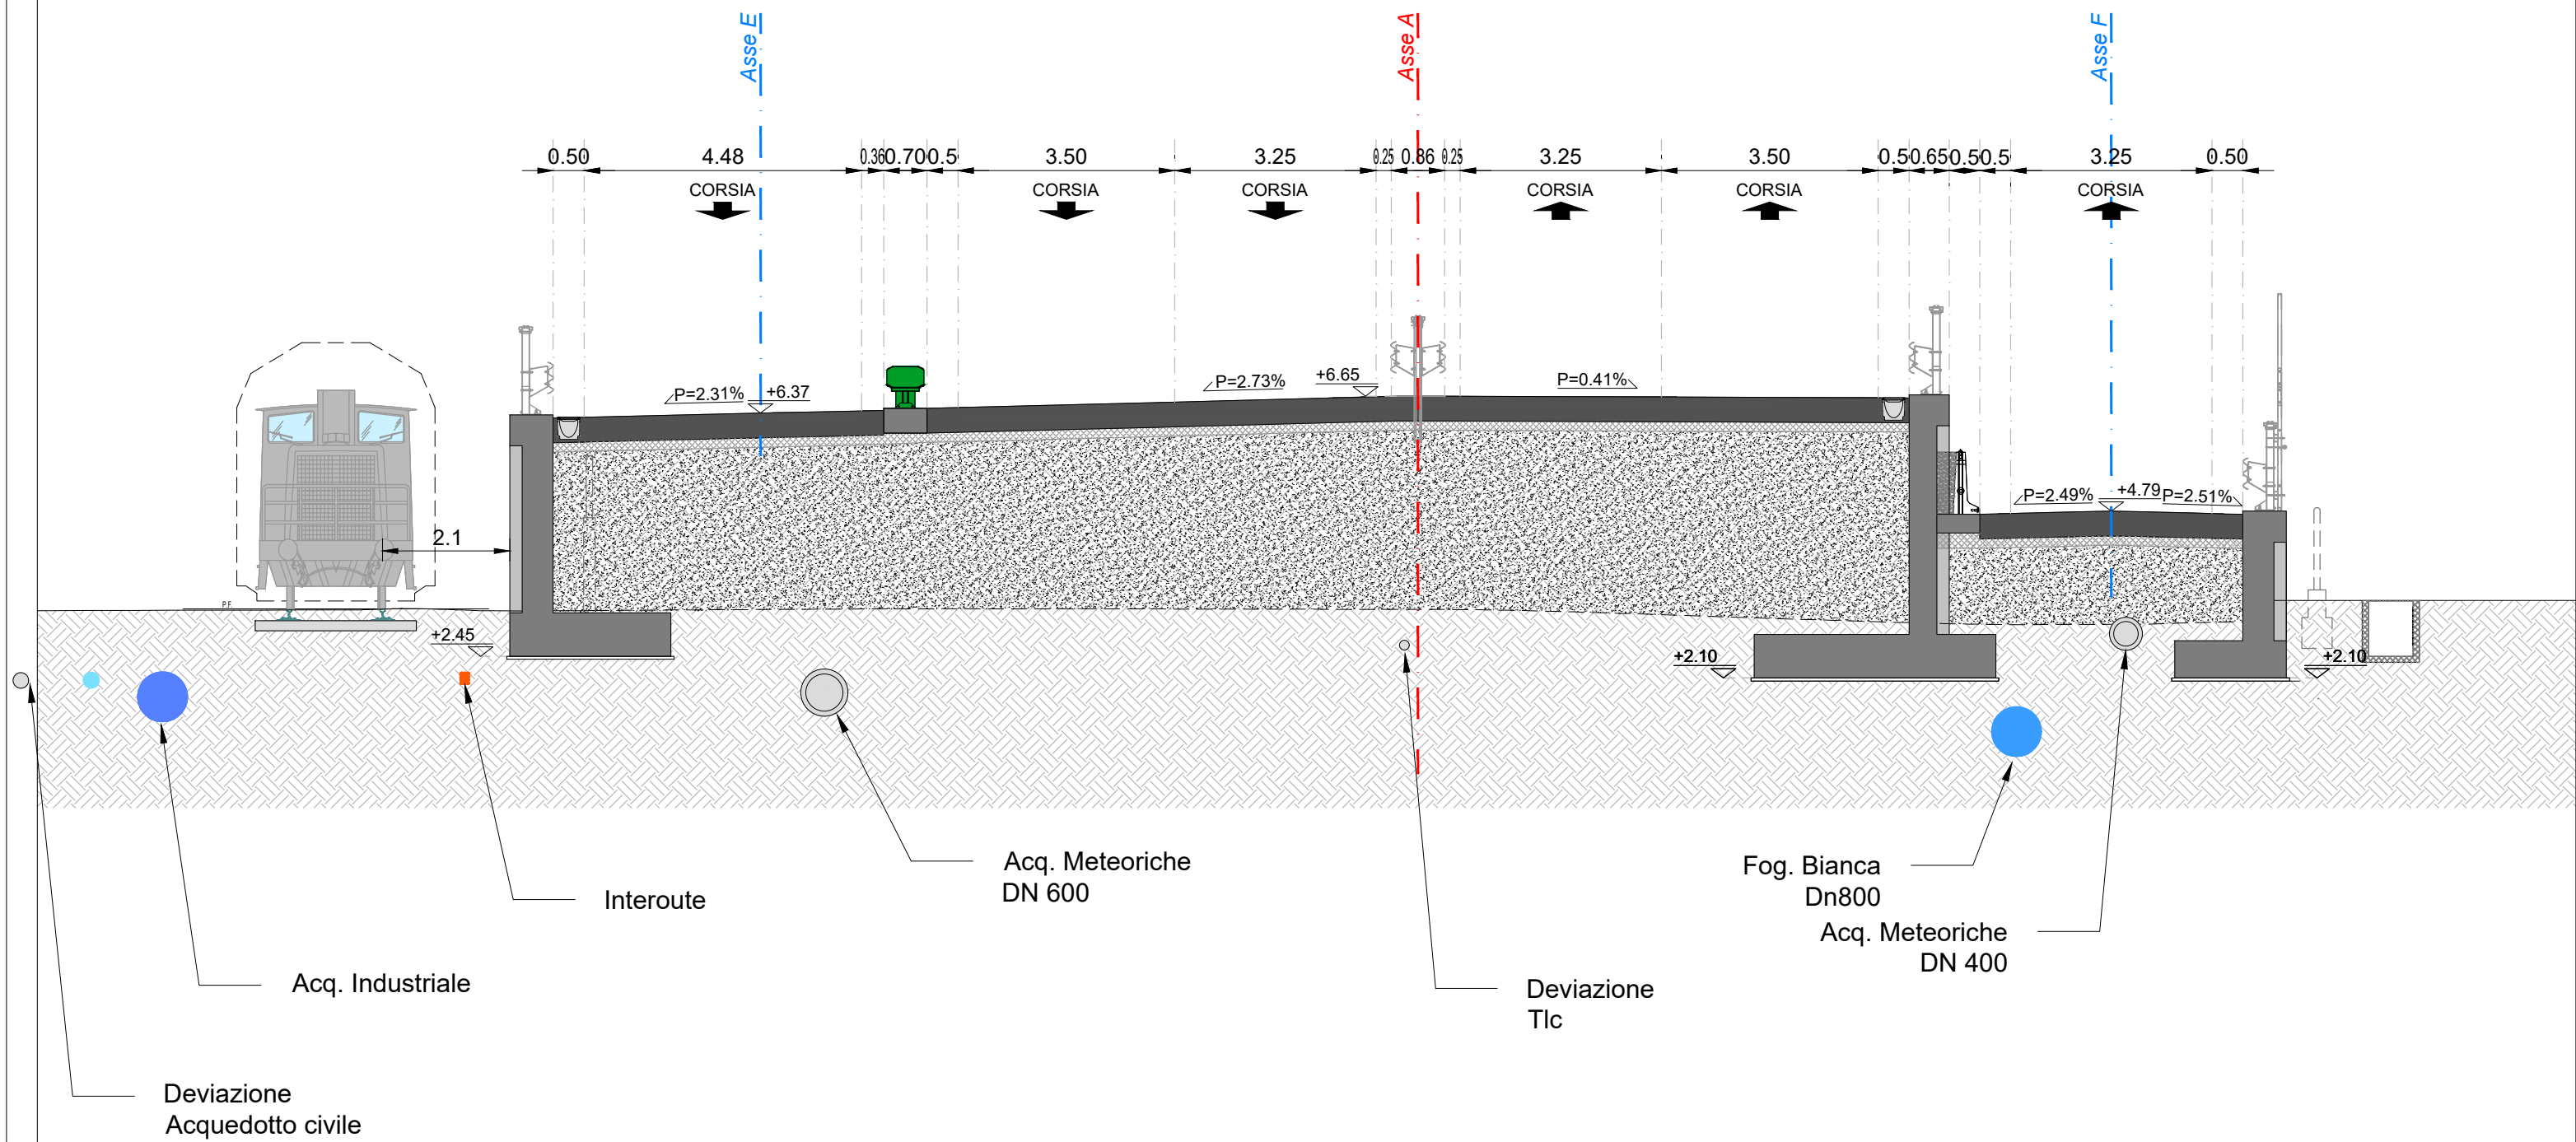 Asse E
Asse A
Asse F
0.50 4.48 0.36 0.70 0.5 3.50 3.25 0.25 0.86 0.25 3.25 3.50 0.5 0.65 0.5 0.5 3.25 0.50
CORSIA CORSIA CORSIA CORSIA CORSIA CORSIA
P=2.31% +6.37 P=2.73% +6.65 P=0.41%
P=2.49% +4.79 P=2.51%
2.1
P.F.
+2.45
+2.10 +2.10
Acq. Meteoriche
DN 600
Fog. Bianca
Dn800
Interoute
Acq. Meteoriche
DN 400
Acq. Industriale
Deviazione
Tlc
Deviazione
Acquedotto civile